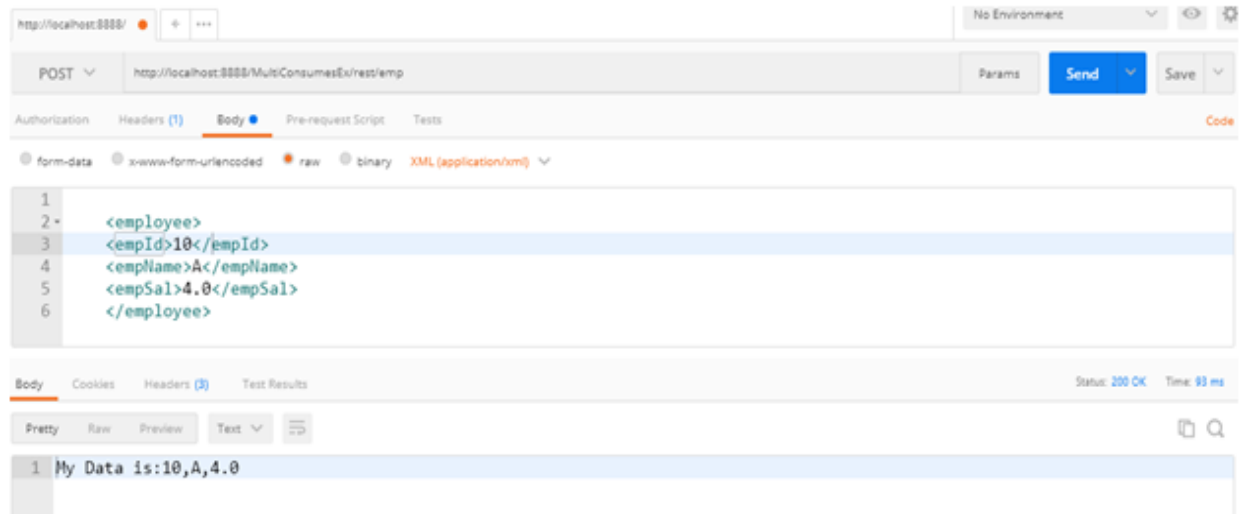 http://localhost:8888/ No Environment
POST http://localhost:8888/MultiConsumesEx/rest/emp Params Send Save
Authorization Headers (1) Body Pre-request Script Tests Code
form-data x-www-form-urlencoded raw binary XML (application/xml)
1
2 <employee>
3 <empId>10</empId>
4 <empName>A</empName>
5 <empSal>4.0</empSal>
6 </employee>
Body Cookies Headers (3) Test Results Status: 200 OK Time: 93 ms
Pretty Raw Preview Text
1 My Data is:10,A,4.0